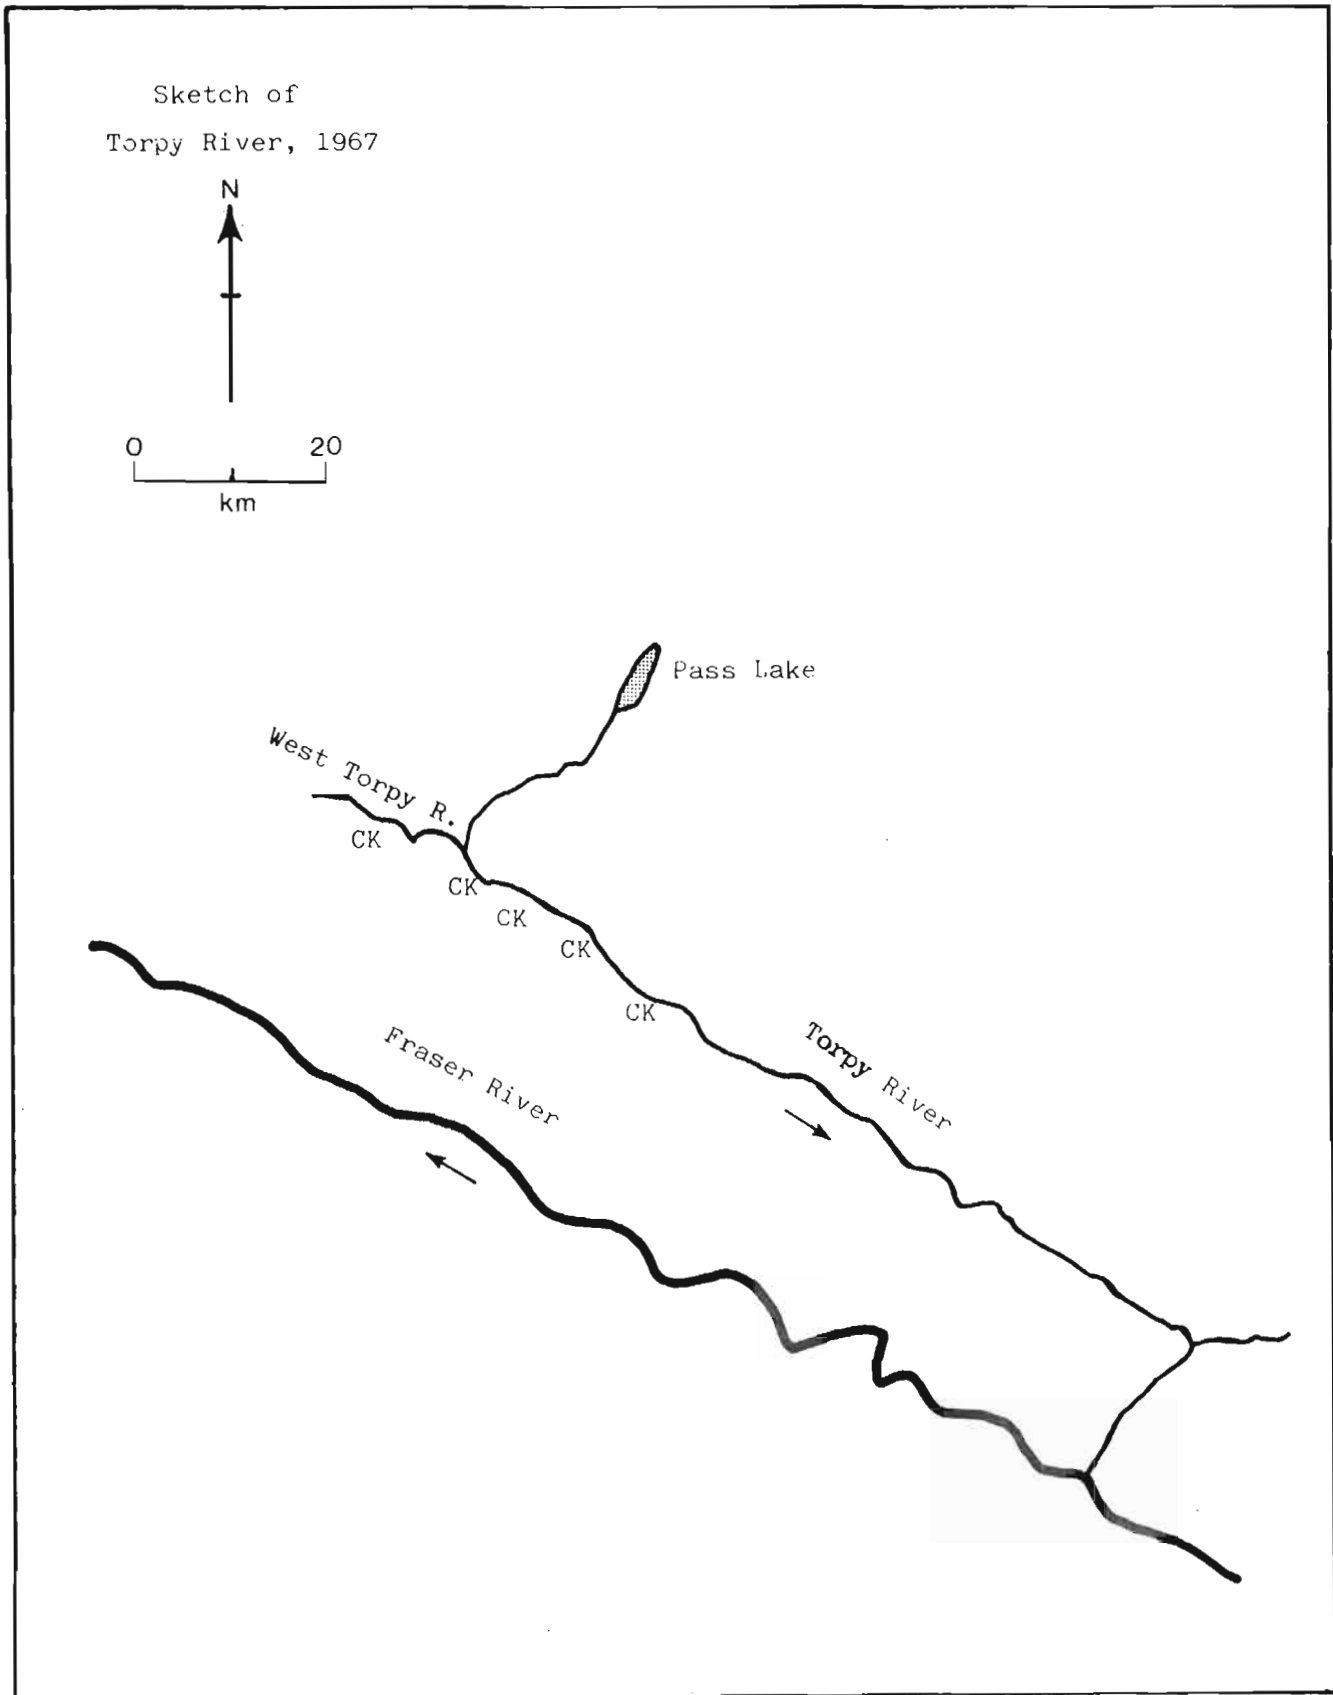 Sketch of
Torpy River, 1967
N
0 20
km
Pass Lake
West Torpy R.
CK
CK
CK
CK
CK
Torpy River
Fraser River